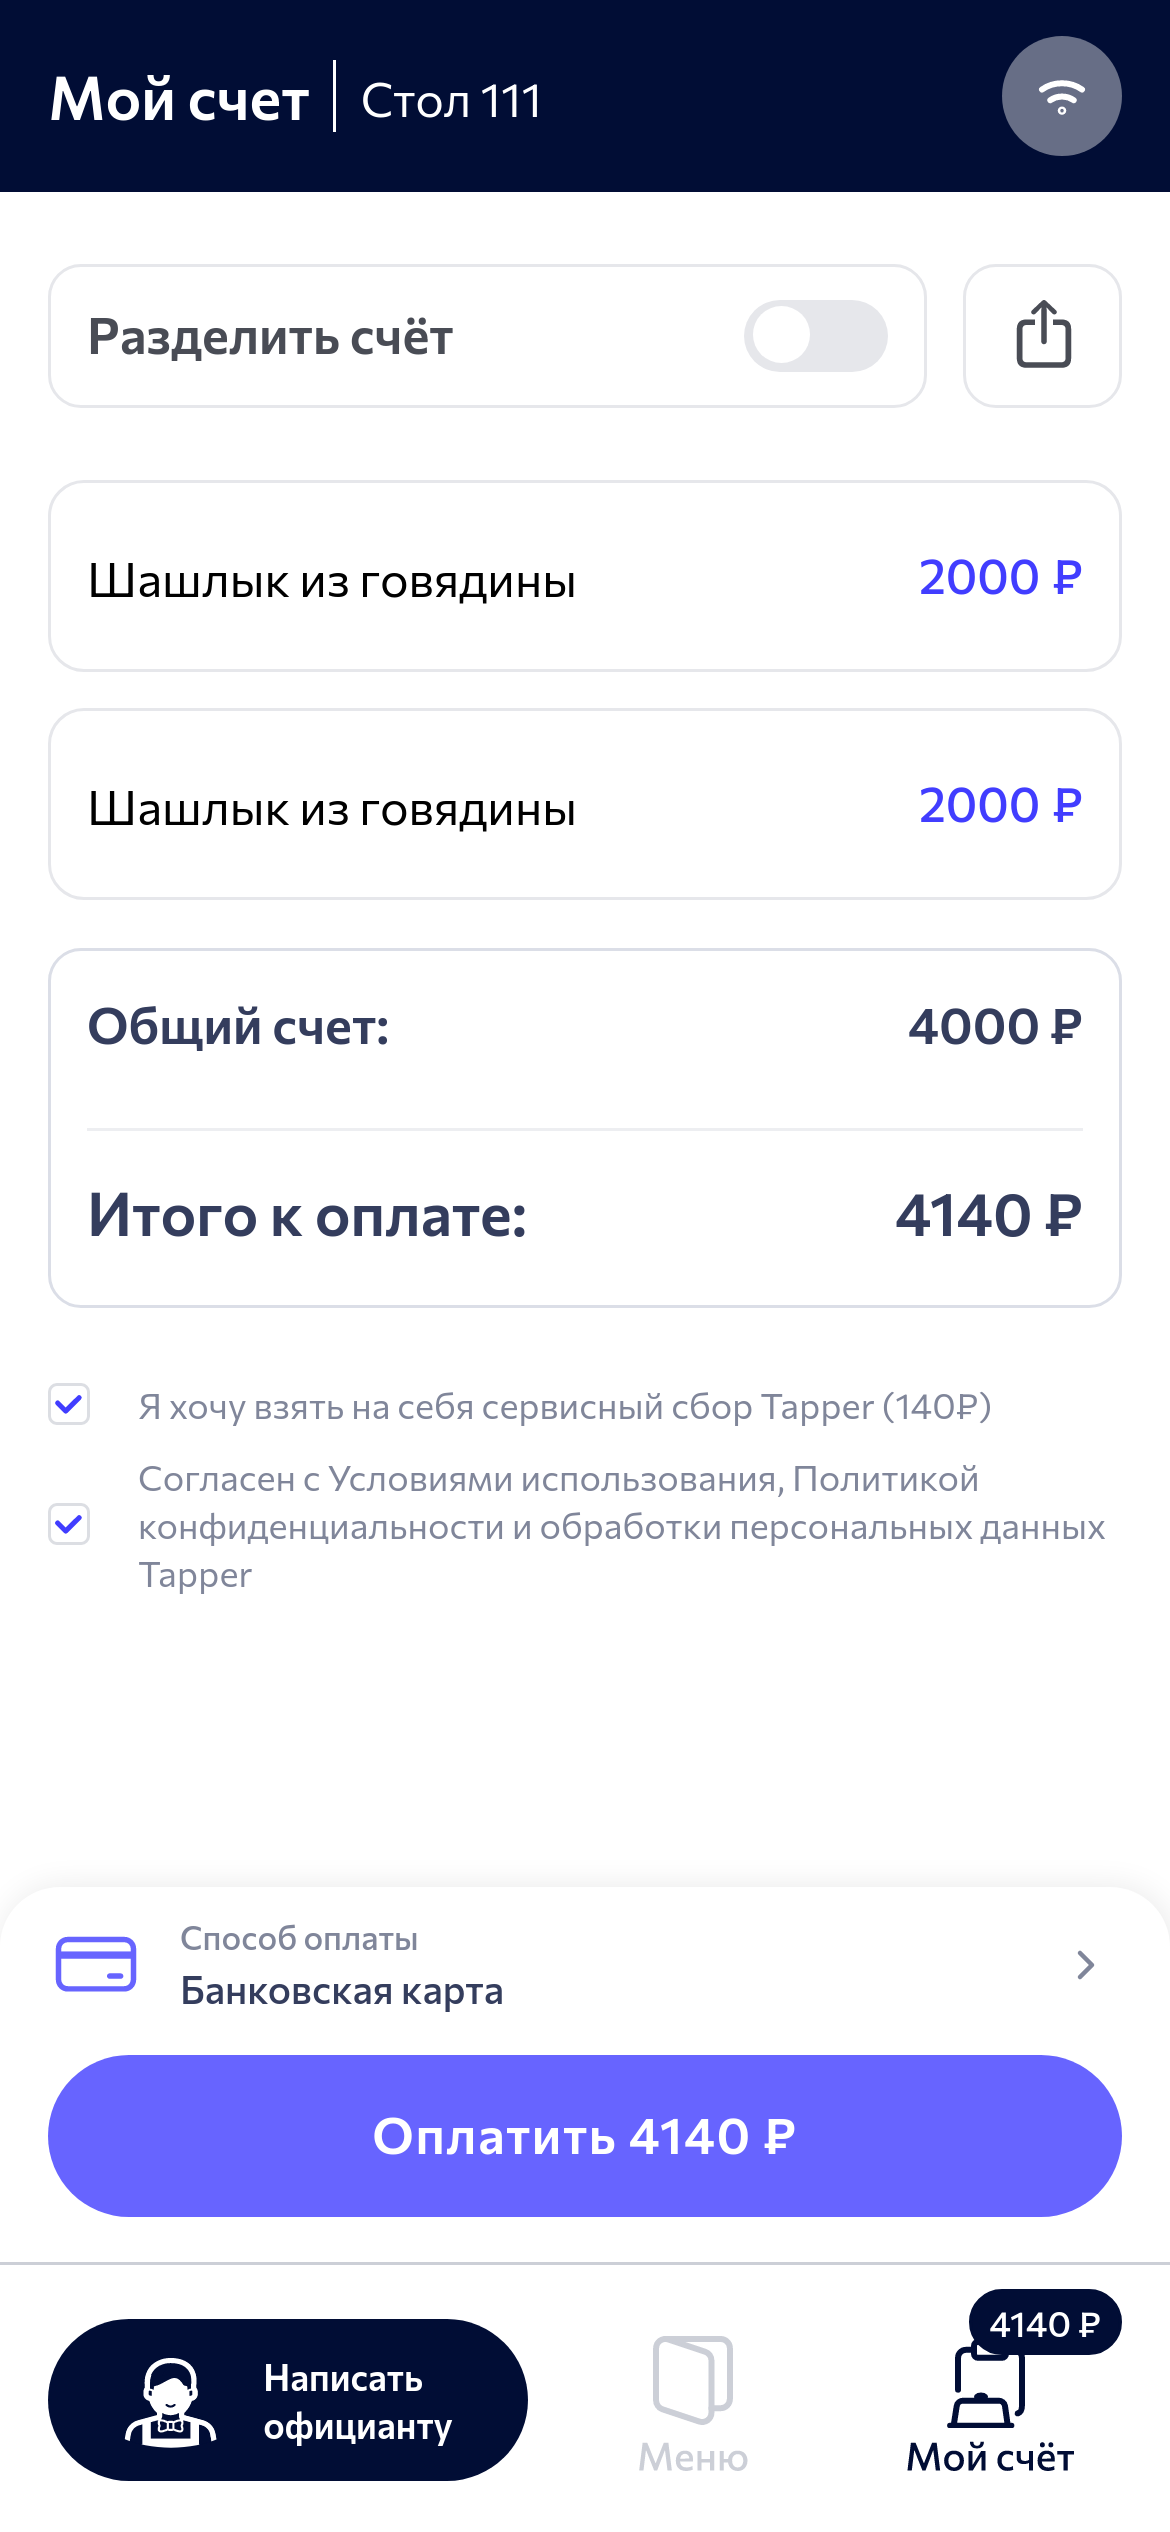 Мой счет
Стол 111
Разделить счёт
Шашлык из говядины 2000 ₽
Шашлык из говядины 2000 ₽
Общий счет: 4000 ₽
Итого к оплате: 4140 ₽
Я хочу взять на себя сервисный сбор Tapper (140₽)
Согласен с Условиями использования, Политикой
конфиденциальности и обработки персональных данных
Tapper
Способ оплаты
Банковская карта
Оплатить 4140 ₽
Написать
официанту
Меню
4140 ₽
Мой счёт